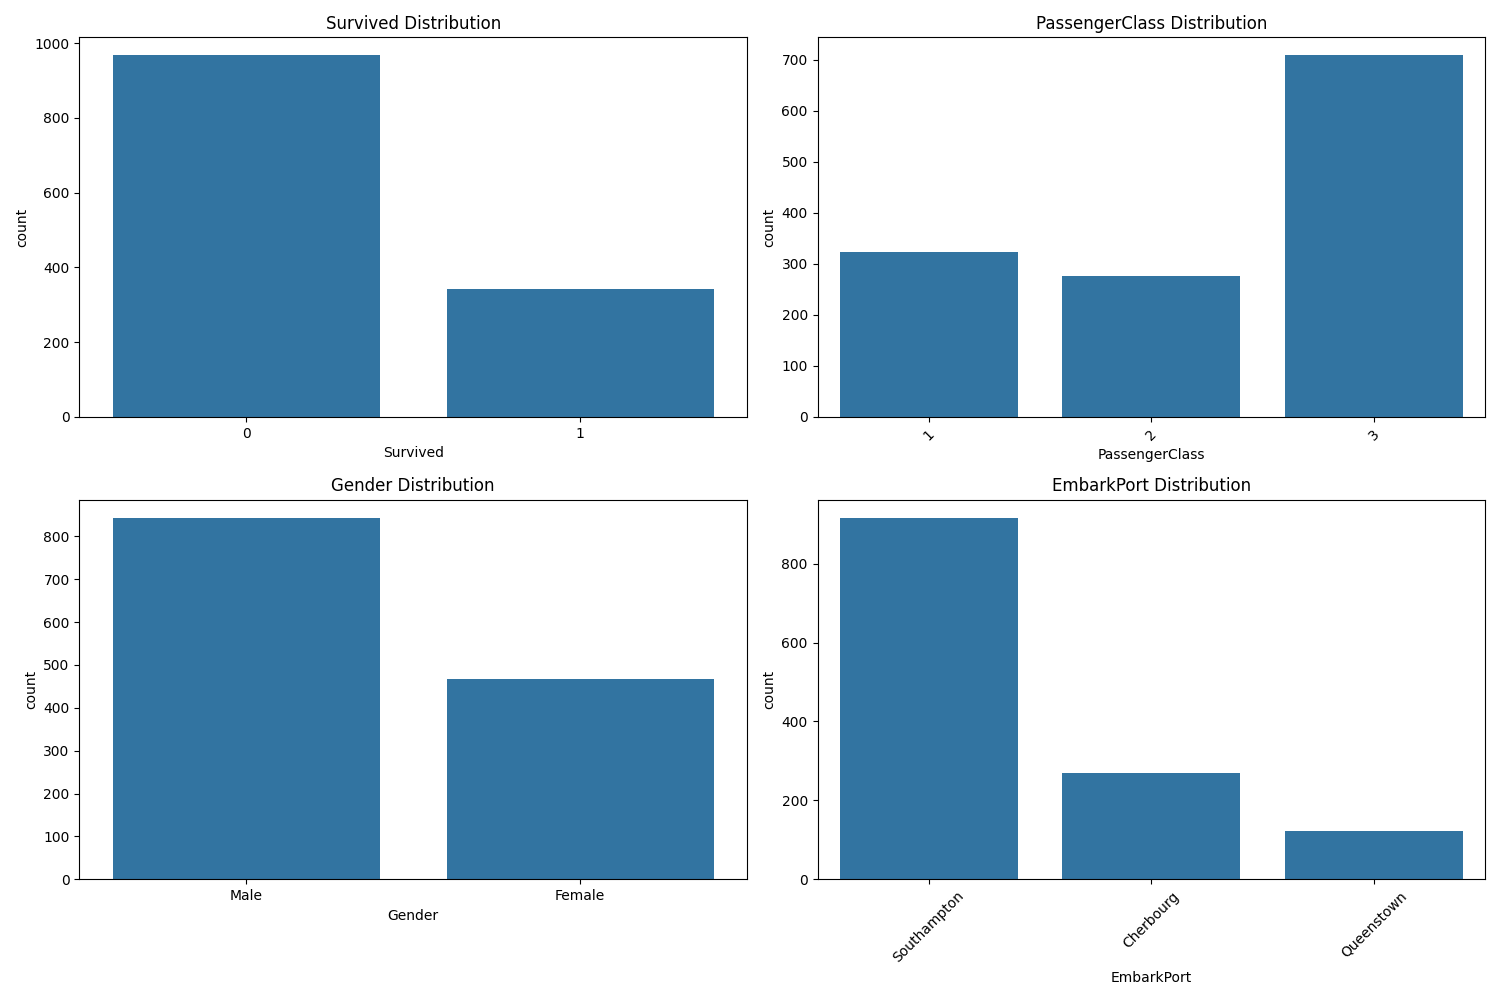 Survived Distribution
1000
800
600
400
200
0
count
0 1
Survived
PassengerClass Distribution
700
600
500
400
300
200
100
0
count
1 2 3
PassengerClass
Gender Distribution
800
700
600
500
400
300
200
100
0
count
Male Female
Gender
EmbarkPort Distribution
800
600
400
200
0
count
Southampton Cherbourg Queenstown
EmbarkPort